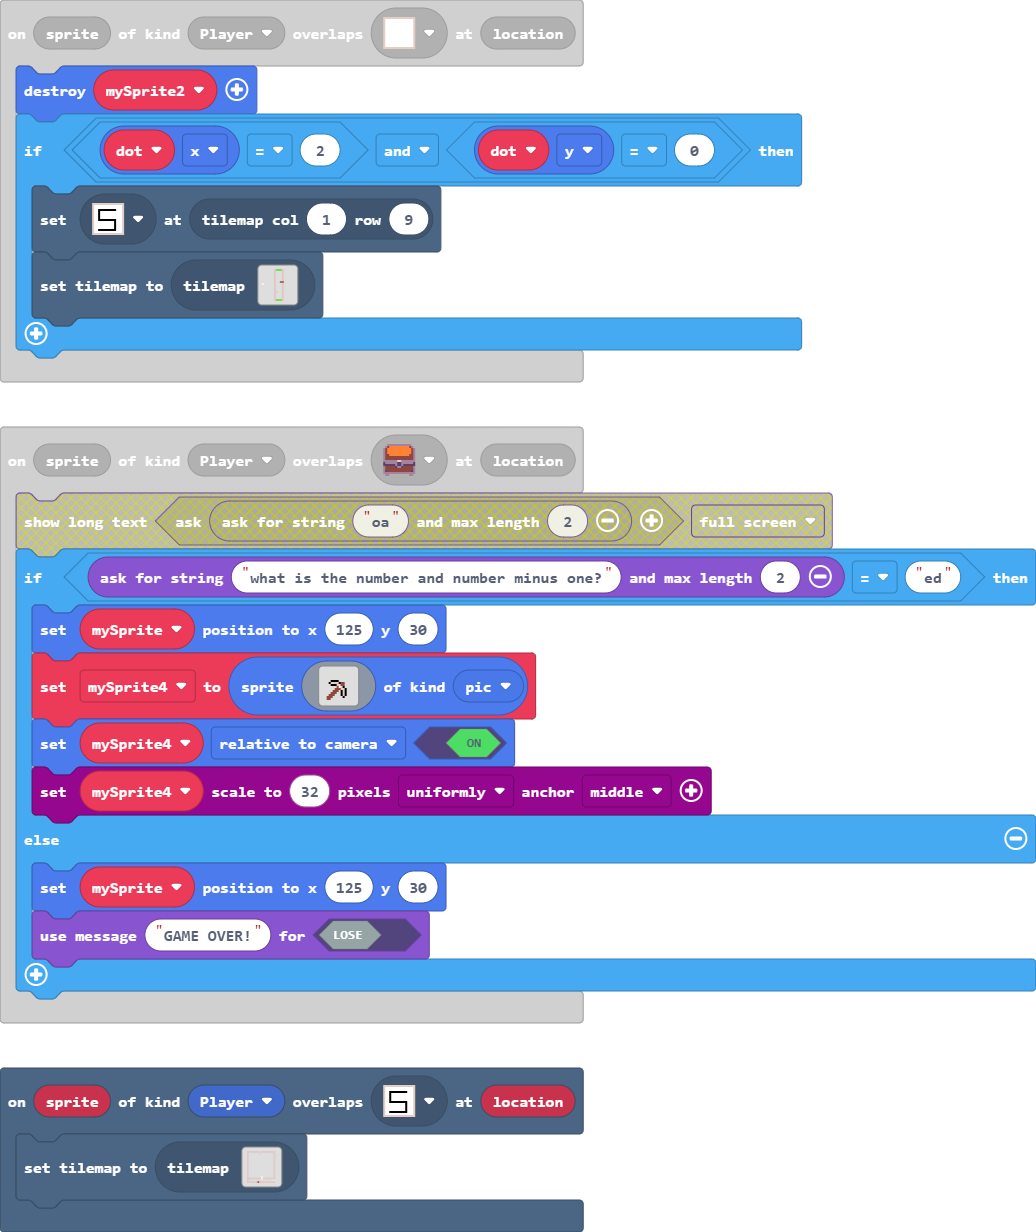 on sprite of kind Player overlaps at location
destroy mySprite2
if dot x = 2 and dot y = 0 then
set at tilemap col 1 row 9
set tilemap to tilemap
on sprite of kind Player overlaps at location
show long text ask ask for string "oa" and max length 2 full screen
if ask for string "what is the number and number minus one?" and max length 2 = "ed" then
set mySprite position to x 125 y 30
set mySprite4 to sprite of kind pic
set mySprite4 relative to camera ON
set mySprite4 scale to 32 pixels uniformly anchor middle
else
set mySprite position to x 125 y 30
use message "GAME OVER!" for LOSE
on sprite of kind Player overlaps at location
set tilemap to tilemap